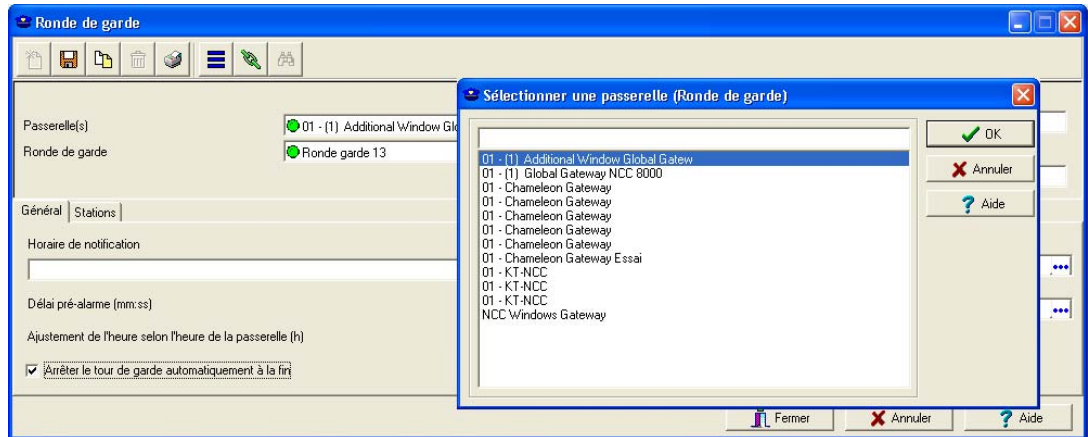 Ronde de garde
Sélectionner une passerelle (Ronde de garde)
Passerelle(s)
01 - (1) Additional Window Glo
Ronde de garde
Ronde garde 13
Général
Stations
Horaire de notification
Délai pré-alarme (mm:ss)
Ajustement de l'heure selon l'heure de la passerelle (h)
Arrêter le tour de garde automatiquement à la fin
01 - (1) Additional Window Global Gatew
01 - (1) Global Gateway NCC 8000
01 - Chameleon Gateway
01 - Chameleon Gateway
01 - Chameleon Gateway
01 - Chameleon Gateway
01 - Chameleon Gateway
01 - Chameleon Gateway Essai
01 - KT-NCC
01 - KT-NCC
01 - KT-NCC
NCC Windows Gateway
OK
Annuler
? Aide
Fermer
Annuler
? Aide